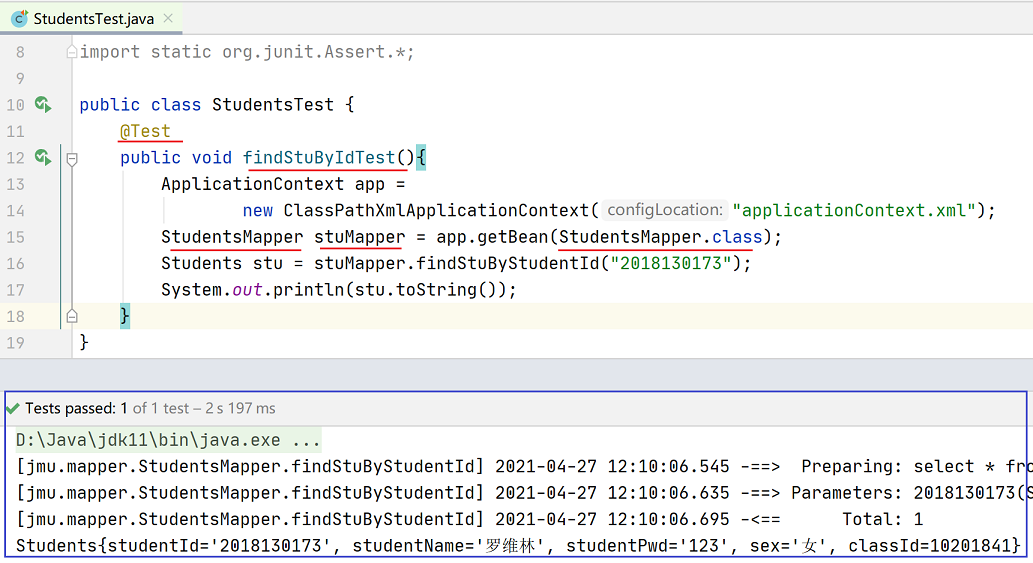 StudentsTest.java
8 import static org.junit.Assert.*;
9
10 public class StudentsTest {
11 @Test
12 public void findStuByIdTest(){
13 ApplicationContext app =
14 new ClassPathXmlApplicationContext( configLocation: "applicationContext.xml");
15 StudentsMapper stuMapper = app.getBean(StudentsMapper.class);
16 Students stu = stuMapper.findStuByStudentId("2018130173");
17 System.out.println(stu.toString());
18 }
19 }
Tests passed: 1 of 1 test – 2 s 197 ms
D:\Java\jdk11\bin\java.exe ...
[jmu.mapper.StudentsMapper.findStuByStudentId] 2021-04-27 12:10:06.545 -==> Preparing: select * fro
[jmu.mapper.StudentsMapper.findStuByStudentId] 2021-04-27 12:10:06.635 -==> Parameters: 2018130173(S
[jmu.mapper.StudentsMapper.findStuByStudentId] 2021-04-27 12:10:06.695 -<== Total: 1
Students{studentId='2018130173', studentName='罗维林', studentPwd='123', sex='女', classId=10201841}